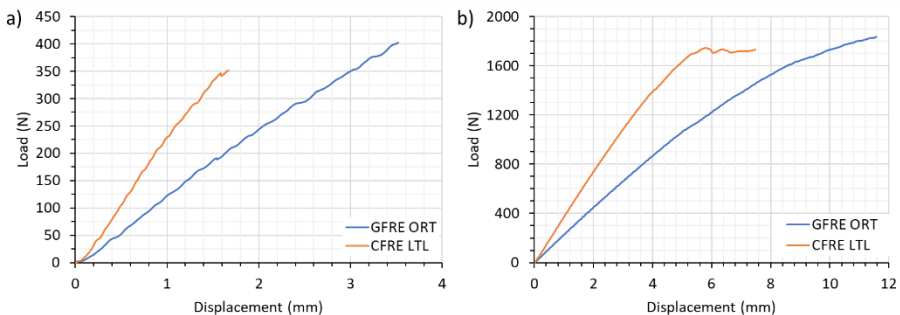 a)
450
400
350
300
250
200
150
100
50
0
Load (N)
GFRE ORT
CFRE LTL
0 1 2 3 4
Displacement (mm)
b)
2000
1600
1200
800
400
0
Load (N)
GFRE ORT
CFRE LTL
0 2 4 6 8 10 12
Displacement (mm)